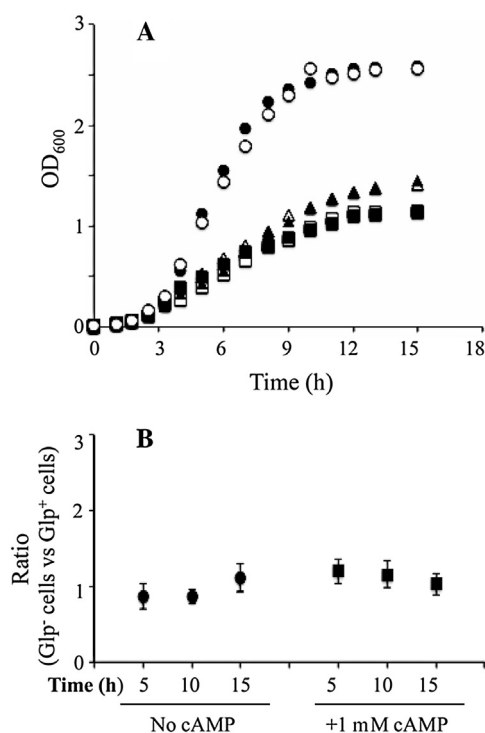 A
3
2
1
0
OD600
0 3 6 9 12 15 18
Time (h)
B
3
2
1
0
Ratio
(Glp- cells vs Glp+ cells)
Time (h) 5 10 15 5 10 15
No cAMP +1 mM cAMP